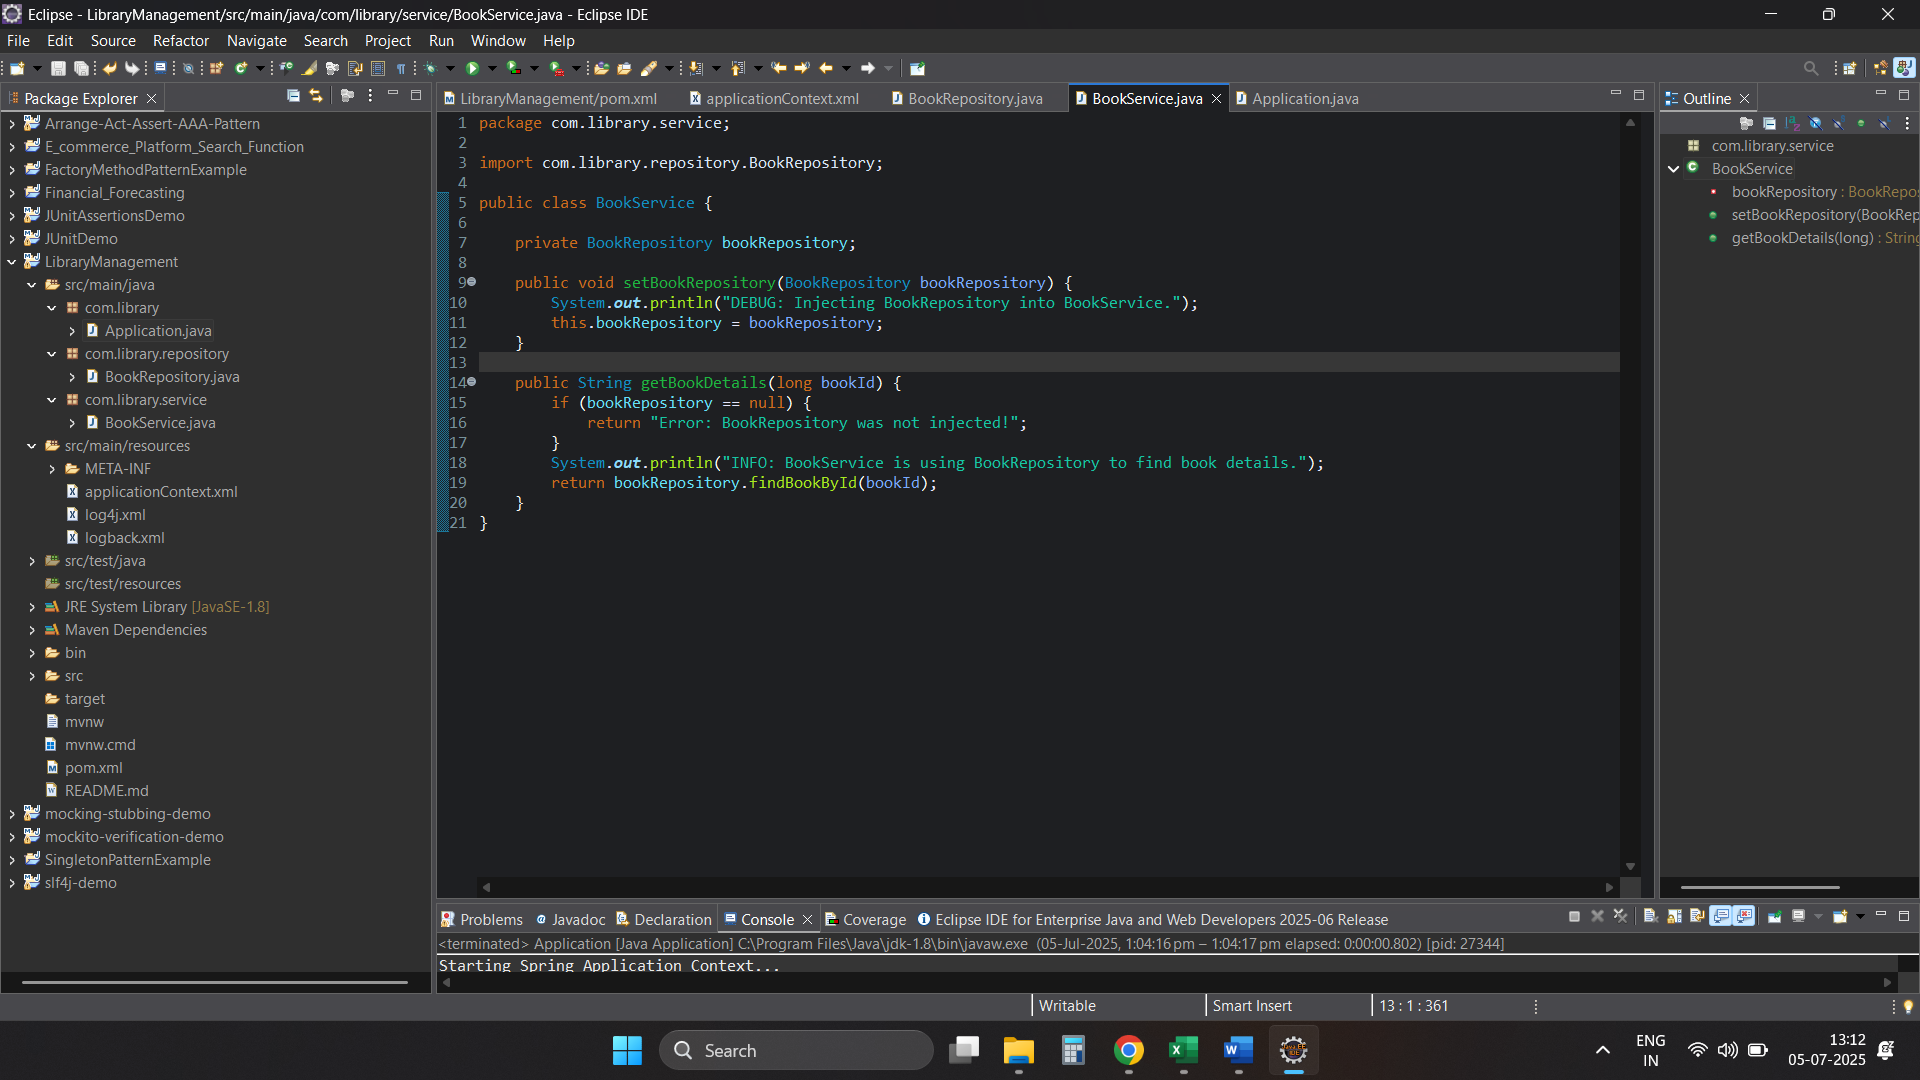 Eclipse - LibraryManagement/src/main/java/com/library/service/BookService.java - Eclipse IDE
File Edit Source Refactor Navigate Search Project Run Window Help
Package Explorer
Arrange-Act-Assert-AAA-Pattern
E_commerce_Platform_Search_Function
FactoryMethodPatternExample
Financial_Forecasting
JUnitAssertionsDemo
JUnitDemo
LibraryManagement
src/main/java
com.library
Application.java
com.library.repository
BookRepository.java
com.library.service
BookService.java
src/main/resources
META-INF
applicationContext.xml
log4j.xml
logback.xml
src/test/java
src/test/resources
JRE System Library [JavaSE-1.8]
Maven Dependencies
bin
src
target
mvnw
mvnw.cmd
pom.xml
README.md
mocking-stubbing-demo
mockito-verification-demo
SingletonPatternExample
slf4j-demo
LibraryManagement/pom.xml applicationContext.xml BookRepository.java BookService.java Application.java
1 package com.library.service;
2
3 import com.library.repository.BookRepository;
4
5 public class BookService {
6
7 private BookRepository bookRepository;
8
9 public void setBookRepository(BookRepository bookRepository) {
10 System.out.println("DEBUG: Injecting BookRepository into BookService.");
11 this.bookRepository = bookRepository;
12 }
13
14 public String getBookDetails(long bookId) {
15 if (bookRepository == null) {
16 return "Error: BookRepository was not injected!";
17 }
18 System.out.println("INFO: BookService is using BookRepository to find book details.");
19 return bookRepository.findBookById(bookId);
20 }
21 }
Outline
com.library.service
BookService
bookRepository : BookRepos
setBookRepository(BookRep
getBookDetails(long) : String
Problems Javadoc Declaration Console Coverage Eclipse IDE for Enterprise Java and Web Developers 2025-06 Release
<terminated> Application [Java Application] C:\Program Files\Java\jdk-1.8\bin\javaw.exe (05-Jul-2025, 1:04:16 pm – 1:04:17 pm elapsed: 0:00:00.802) [pid: 27344]
Starting Spring Application Context...
Writable Smart Insert 13 : 1 : 361
Search
ENG
IN
13:12
05-07-2025